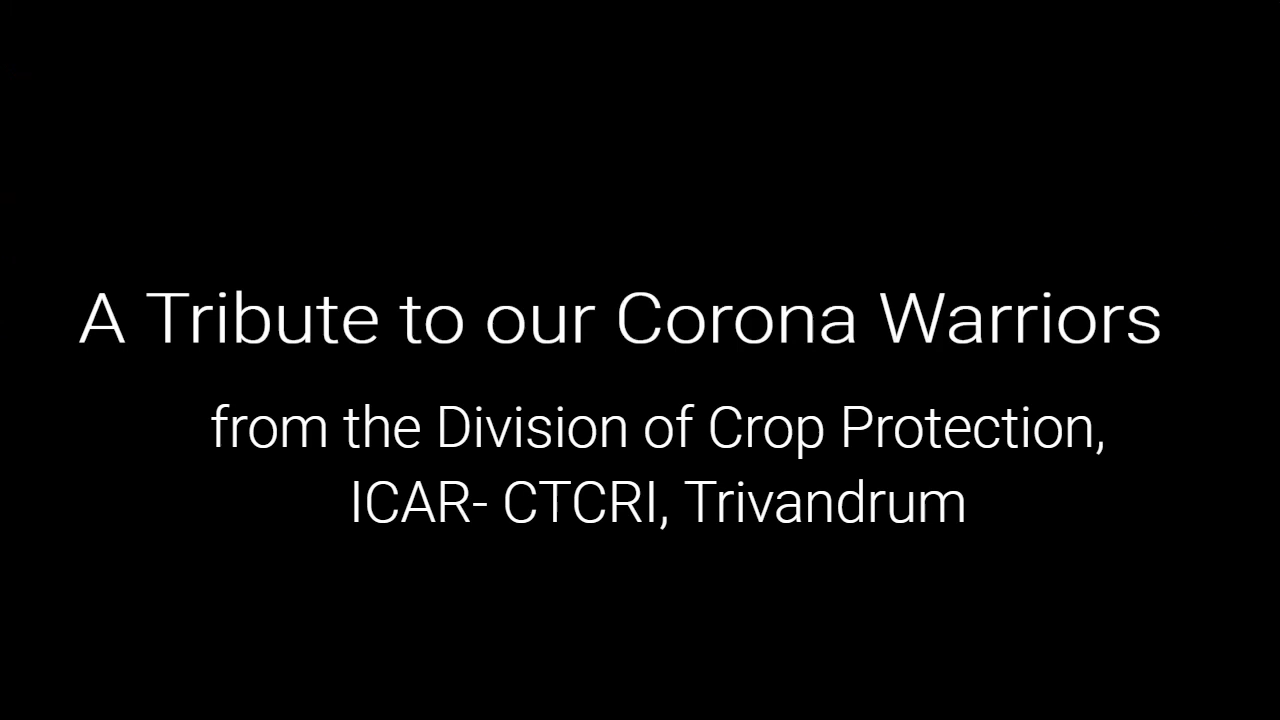 A Tribute to our Corona Warriors
from the Division of Crop Protection,
ICAR- CTCRI, Trivandrum